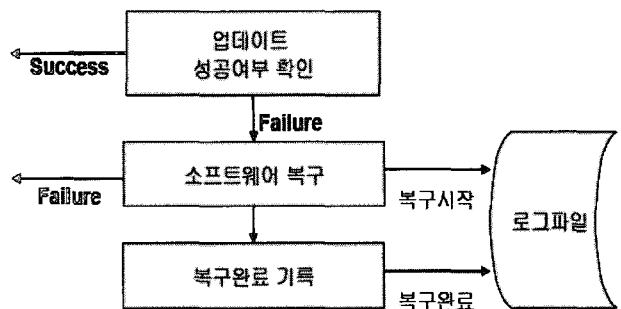 업데이트
성공여부 확인
Success
Failure
소프트웨어 복구
Failure
복구시작
로그파일
복구완료 기록
복구완료